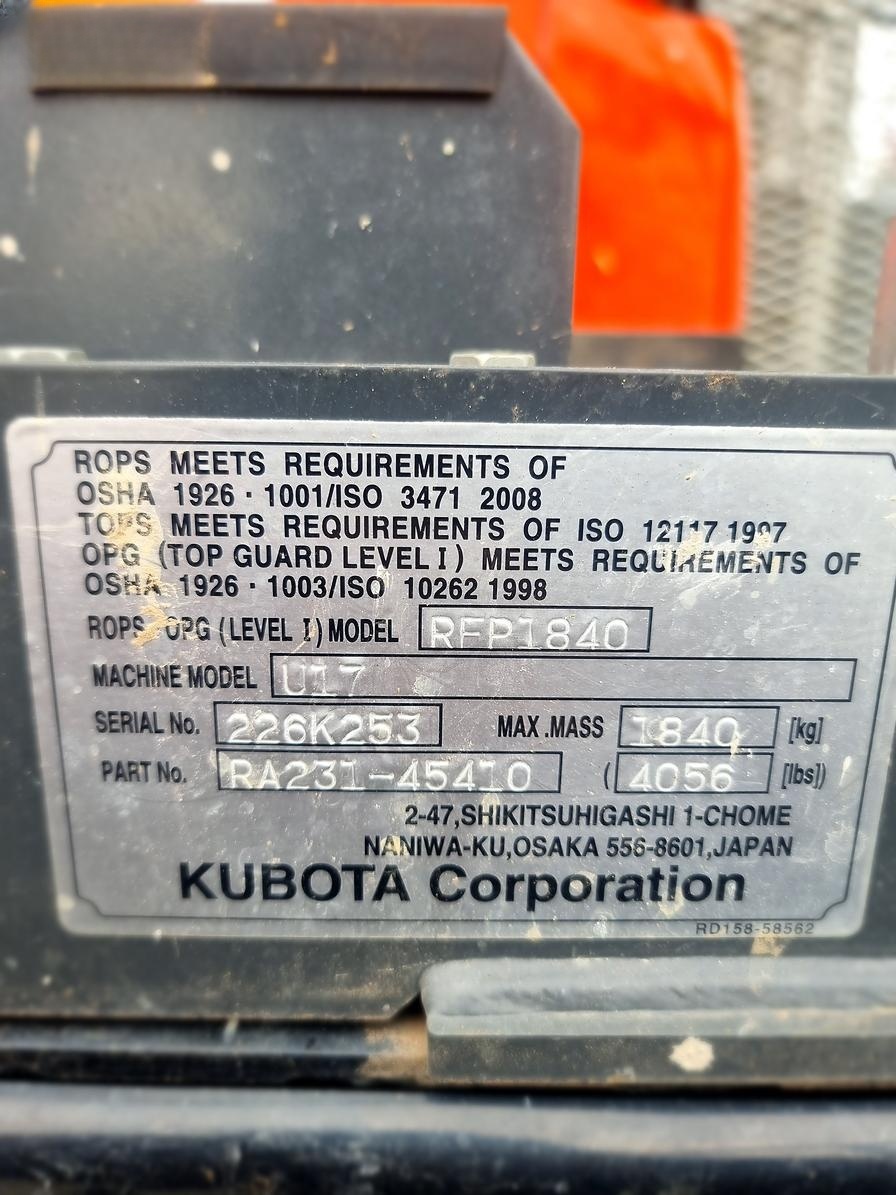 ROPS MEETS REQUIREMENTS OF
OSHA 1926・1001/ISO 3471 2008
TOPS MEETS REQUIREMENTS OF ISO 12117 1997
OPG (TOP GUARD LEVEL I) MEETS REQUIREMENTS OF
OSHA 1926・1003/ISO 10262 1998
ROPS OPG (LEVEL I) MODEL RFP1840
MACHINE MODEL U17
SERIAL No. 226K253 MAX.MASS 1840 [kg]
PART No. RA231-45410 (4056 [lbs])
2-47,SHIKITSUHIGASHI 1-CHOME
NANIWA-KU,OSAKA 556-8601,JAPAN
KUBOTA Corporation
RD158-58562